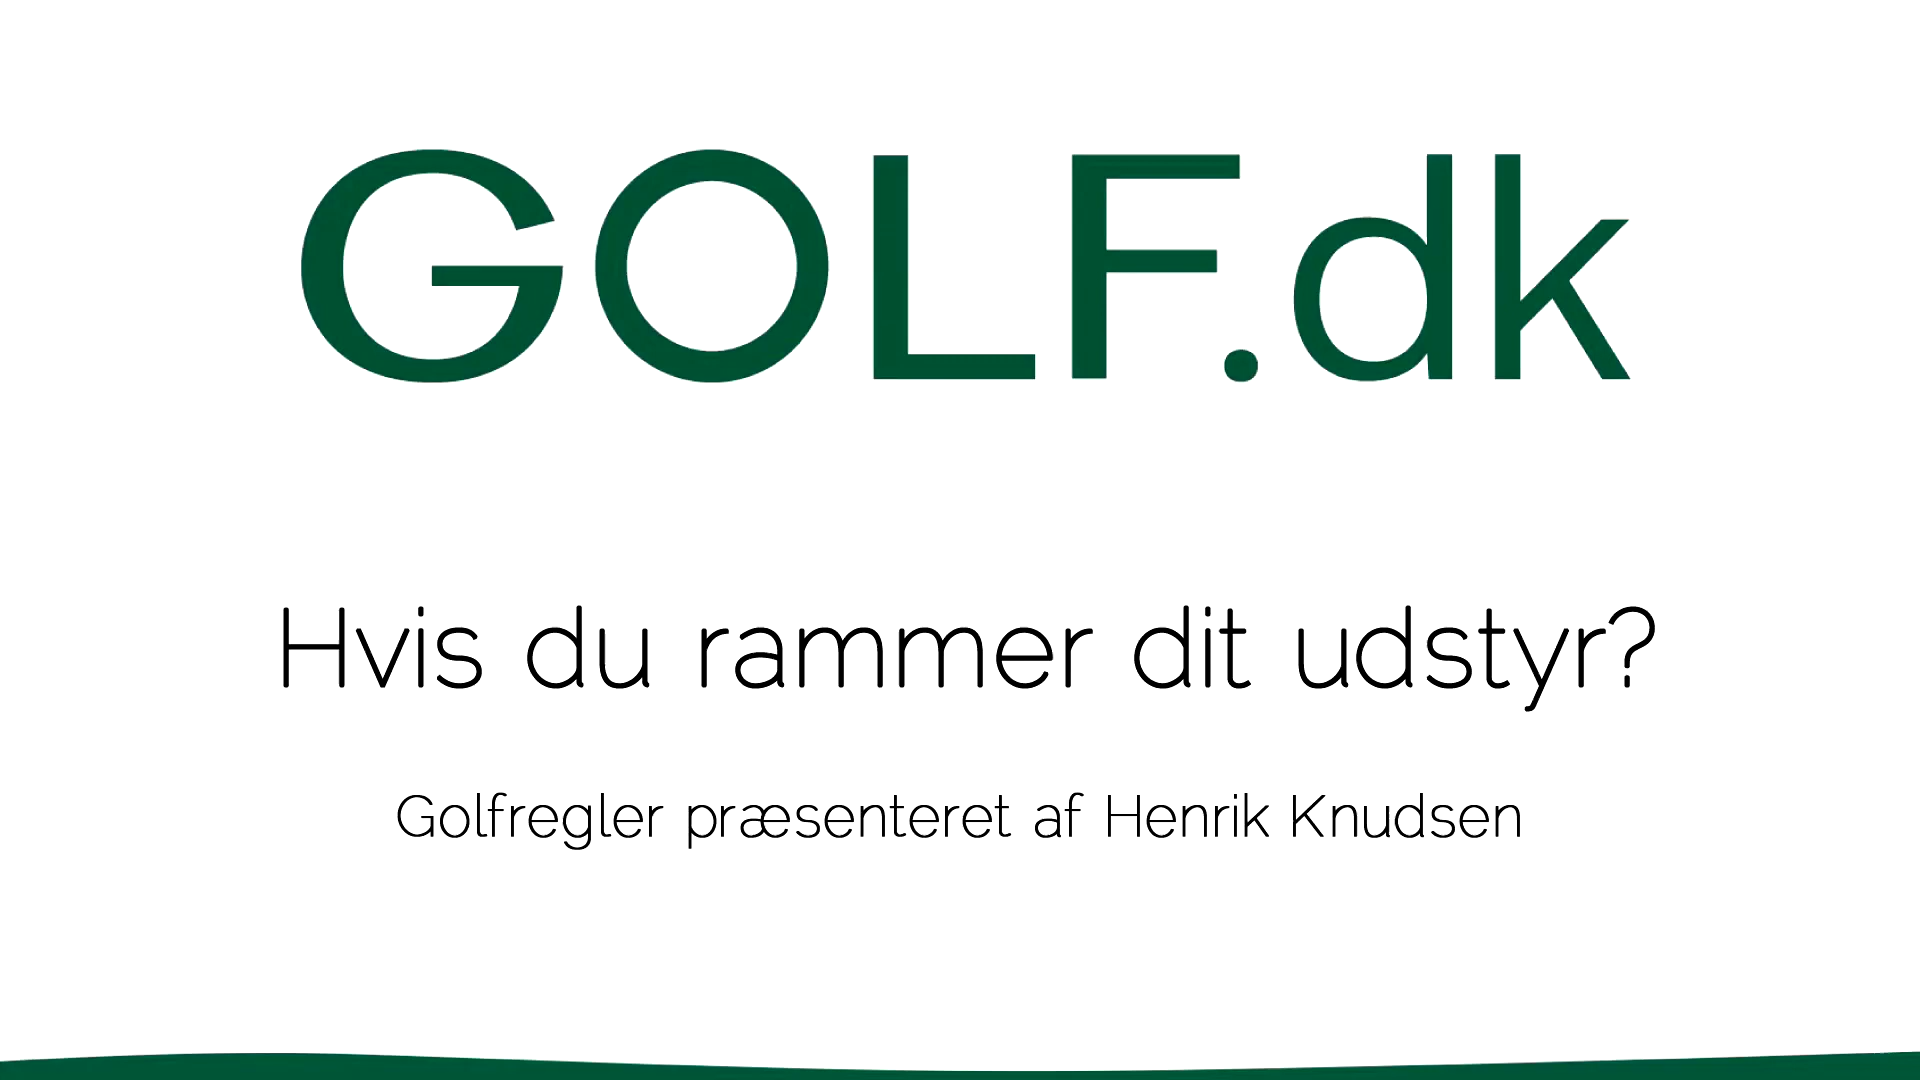 GOLF.dk
Hvis du rammer dit udstyr?
Golfregler præsenteret af Henrik Knudsen